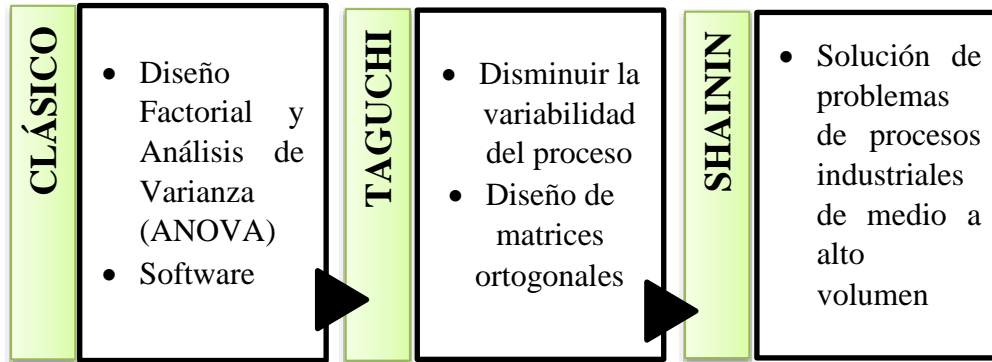 CLÁSICO
• Diseño
Factorial y
Análisis de
Varianza
(ANOVA)
• Software
TAGUCHI
• Disminuir la
variabilidad
del proceso
• Diseño de
matrices
ortogonales
SHAININ
• Solución de
problemas
de procesos
industriales
de medio a
alto
volumen